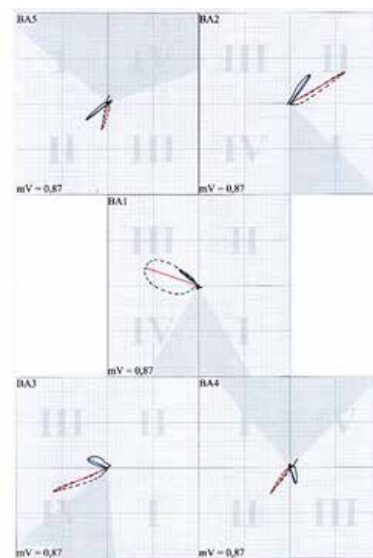 BA5
I IV
II III
mV = 0,87
BA2
III II
IV I
mV = 0,87
BA1
III II
IV I
mV = 0,87
BA3
III II
IV I
mV = 0,87
BA4
I IV
II III
mV = 0,87